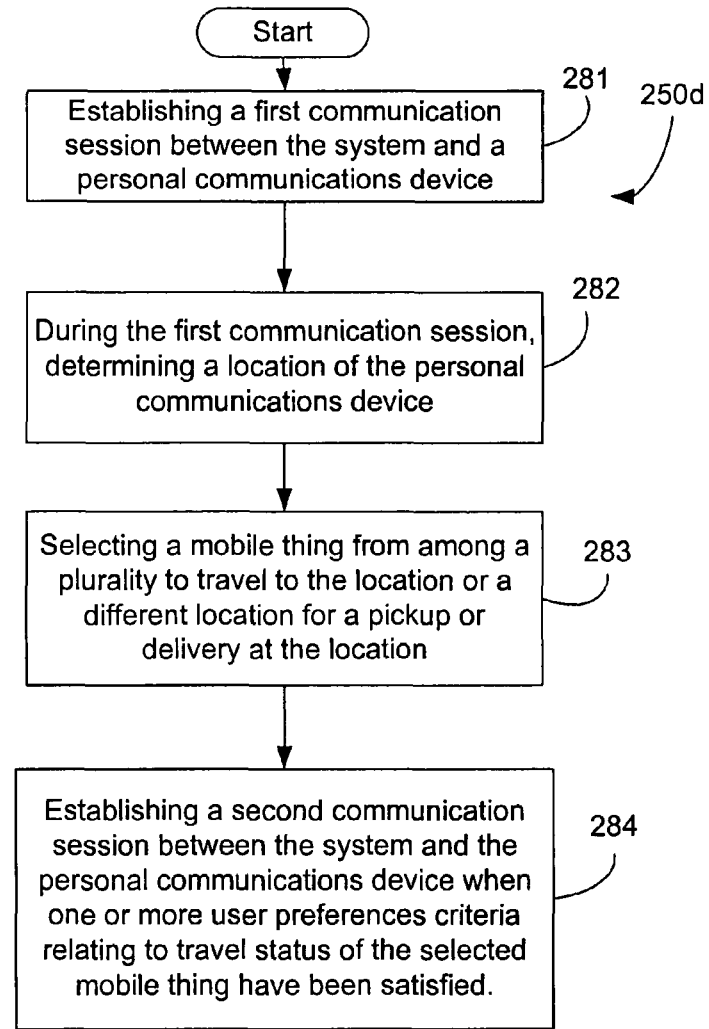 Start
Establishing a first communication
session between the system and a
personal communications device
281
250d
During the first communication session,
determining a location of the personal
communications device
282
Selecting a mobile thing from among a
plurality to travel to the location or a
different location for a pickup or
delivery at the location
283
Establishing a second communication
session between the system and the
personal communications device when
one or more user preferences criteria
relating to travel status of the selected
mobile thing have been satisfied.
284